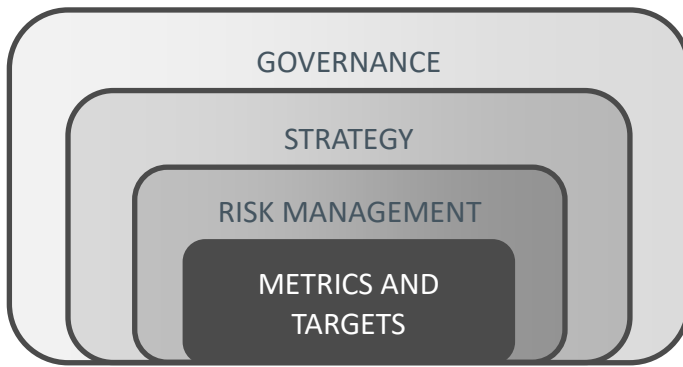 GOVERNANCE
STRATEGY
RISK MANAGEMENT
METRICS AND
TARGETS